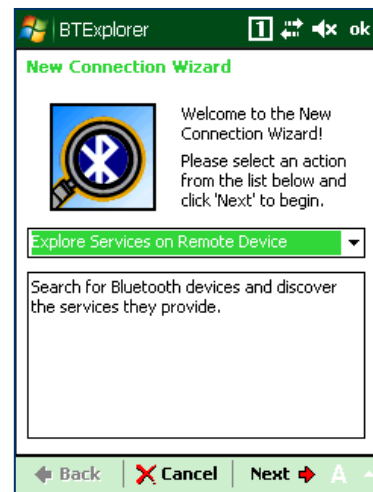 BTExplorer 1 ok
New Connection Wizard
Welcome to the New
Connection Wizard!
Please select an action
from the list below and
click 'Next' to begin.
Explore Services on Remote Device
Search for Bluetooth devices and discover
the services they provide.
Back Cancel Next A